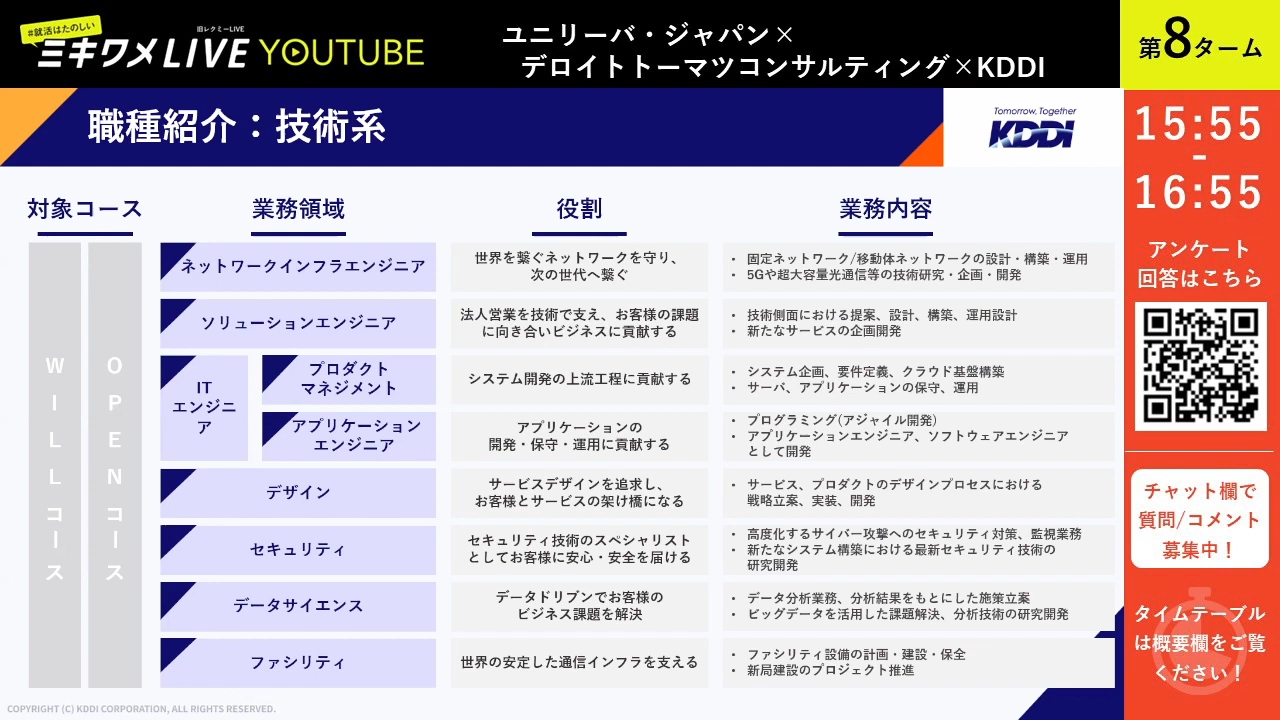 #就活はたのしい
旧レクミーLIVE
ミキワメLIVE YOUTUBE
ユニリーバ・ジャパン×
デロイトトーマツコンサルティング×KDDI
第8ターム
職種紹介：技術系
Tomorrow, Together
KDDI
15:55
-
16:55
アンケート
回答はこちら
チャット欄で
質問/コメント
募集中！
タイムテーブル
は概要欄をご覧
ください！
対象コース
業務領域
役割
業務内容
WILLコース
OPENコース
ネットワークインフラエンジニア
世界を繋ぐネットワークを守り、
次の世代へ繋ぐ
• 固定ネットワーク/移動体ネットワークの設計・構築・運用
• 5Gや超大容量光通信等の技術研究・企画・開発
ソリューションエンジニア
法人営業を技術で支え、お客様の課題
に向き合いビジネスに貢献する
• 技術側面における提案、設計、構築、運用設計
• 新たなサービスの企画開発
IT
エンジニ
ア
プロダクト
マネジメント
システム開発の上流工程に貢献する
• システム企画、要件定義、クラウド基盤構築
• サーバ、アプリケーションの保守、運用
アプリケーション
エンジニア
アプリケーションの
開発・保守・運用に貢献する
• プログラミング(アジャイル開発)
• アプリケーションエンジニア、ソフトウェアエンジニア
として開発
デザイン
サービスデザインを追求し、
お客様とサービスの架け橋になる
• サービス、プロダクトのデザインプロセスにおける
戦略立案、実装、開発
セキュリティ
セキュリティ技術のスペシャリスト
としてお客様に安心・安全を届ける
• 高度化するサイバー攻撃へのセキュリティ対策、監視業務
• 新たなシステム構築における最新セキュリティ技術の
研究開発
データサイエンス
データドリブンでお客様の
ビジネス課題を解決
• データ分析業務、分析結果をもとにした施策立案
• ビッグデータを活用した課題解決、分析技術の研究開発
ファシリティ
世界の安定した通信インフラを支える
• ファシリティ設備の計画・建設・保全
• 新局建設のプロジェクト推進
COPYRIGHT (C) KDDI CORPORATION, ALL RIGHTS RESERVED.